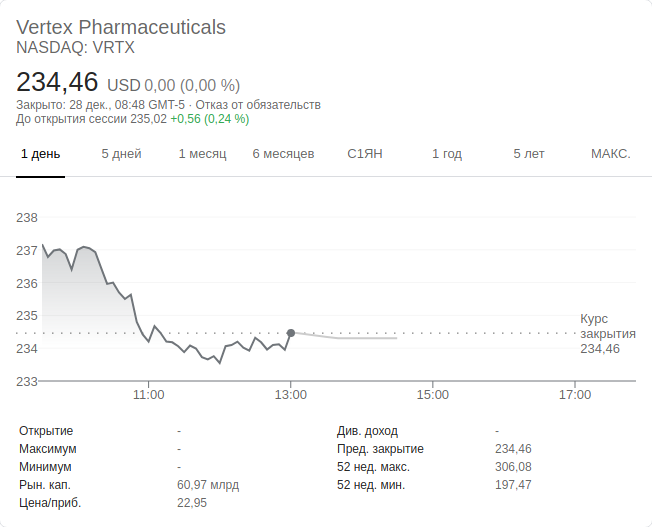 Vertex Pharmaceuticals
NASDAQ: VRTX
234,46 USD 0,00 (0,00 %)
Закрыто: 28 дек., 08:48 GMT-5 · Отказ от обязательств
До открытия сессии 235,02 +0,56 (0,24 %)
1 день 5 дней 1 месяц 6 месяцев С1ЯН 1 год 5 лет МАКС.
238
237
236
235
Курс
закрытия
234,46
234
233
11:00 13:00 15:00 17:00
Открытие - Див. доход -
Максимум - Пред. закрытие 234,46
Минимум - 52 нед. макс. 306,08
Рын. кап. 60,97 млрд 52 нед. мин. 197,47
Цена/приб. 22,95